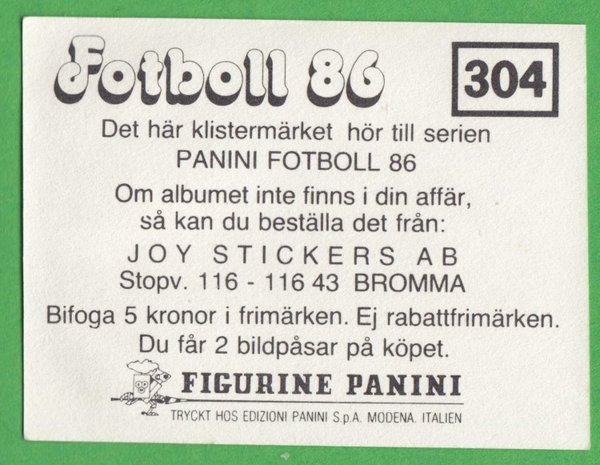 Fotboll 86
304
Det här klistermärket hör till serien
PANINI FOTBOLL 86
Om albumet inte finns i din affär,
så kan du beställa det från:
JOY STICKERS AB
Stopv. 116 - 116 43 BROMMA
Bifoga 5 kronor i frimärken. Ej rabattfrimärken.
Du får 2 bildpåsar på köpet.
FIGURINE PANINI
TRYCKT HOS EDIZIONI PANINI S.p.A. MODENA. ITALIEN